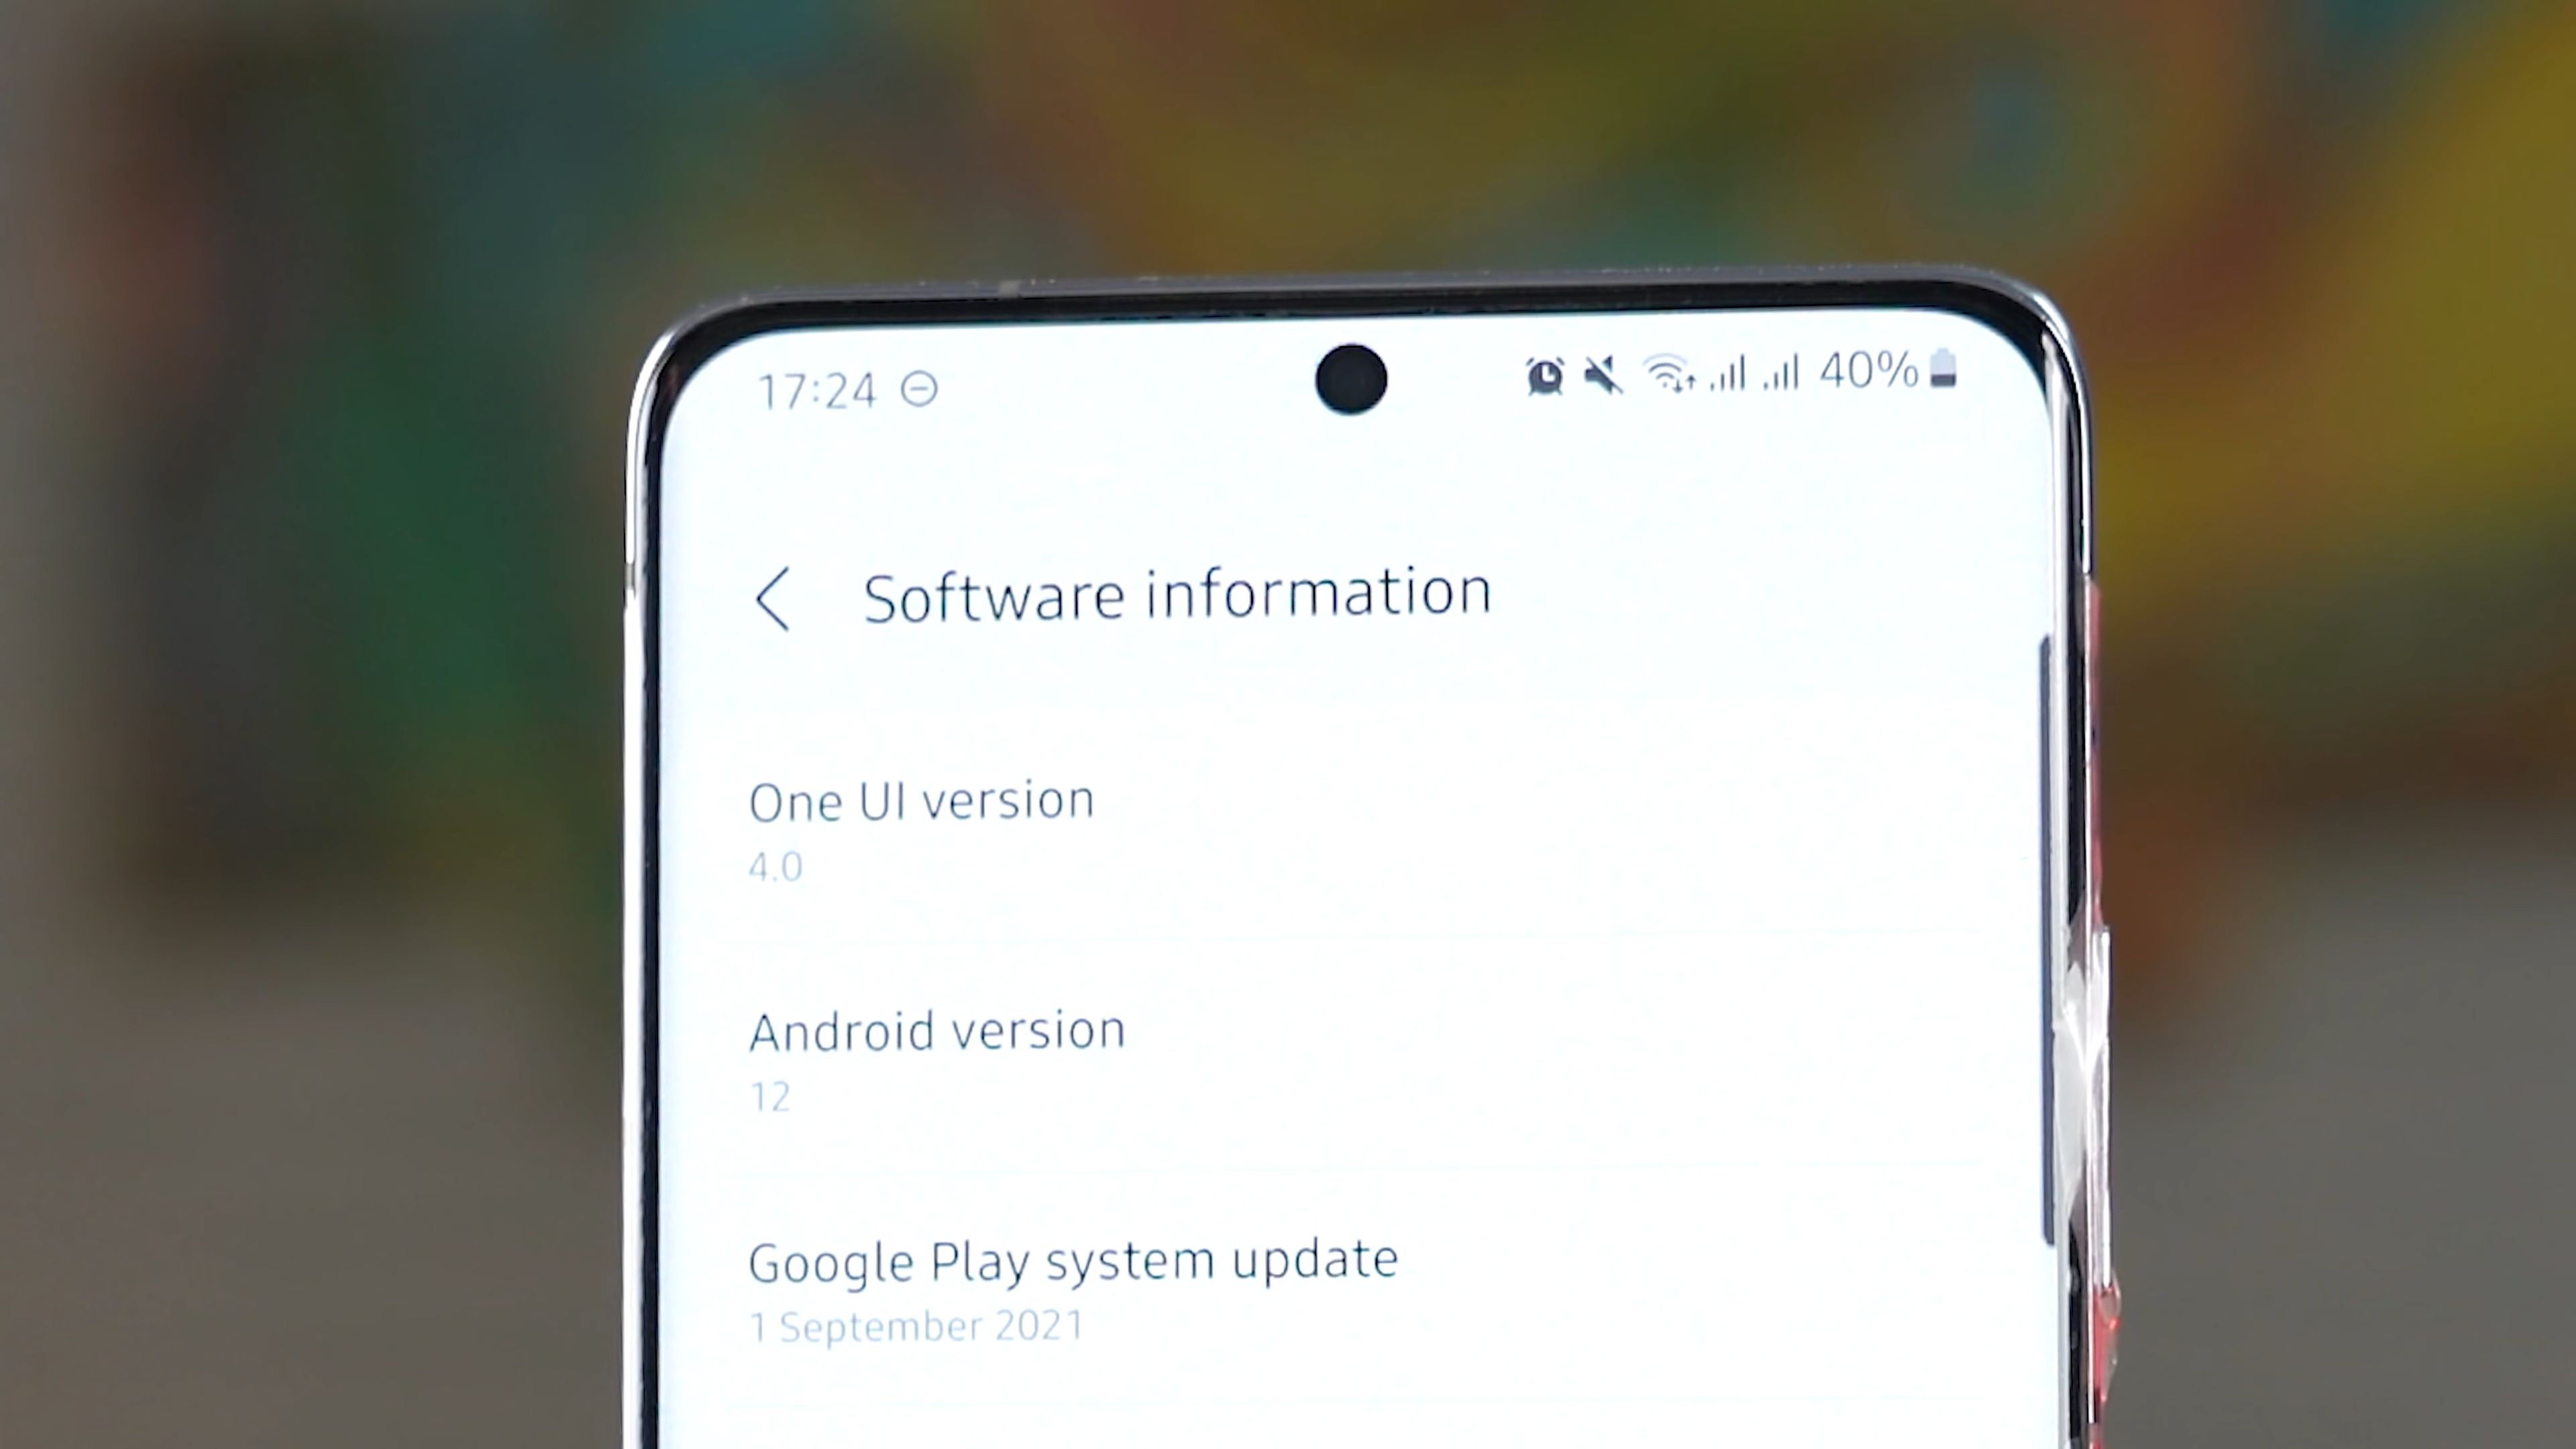 17:24 40%
Software information
One UI version
4.0
Android version
12
Google Play system update
1 September 2021